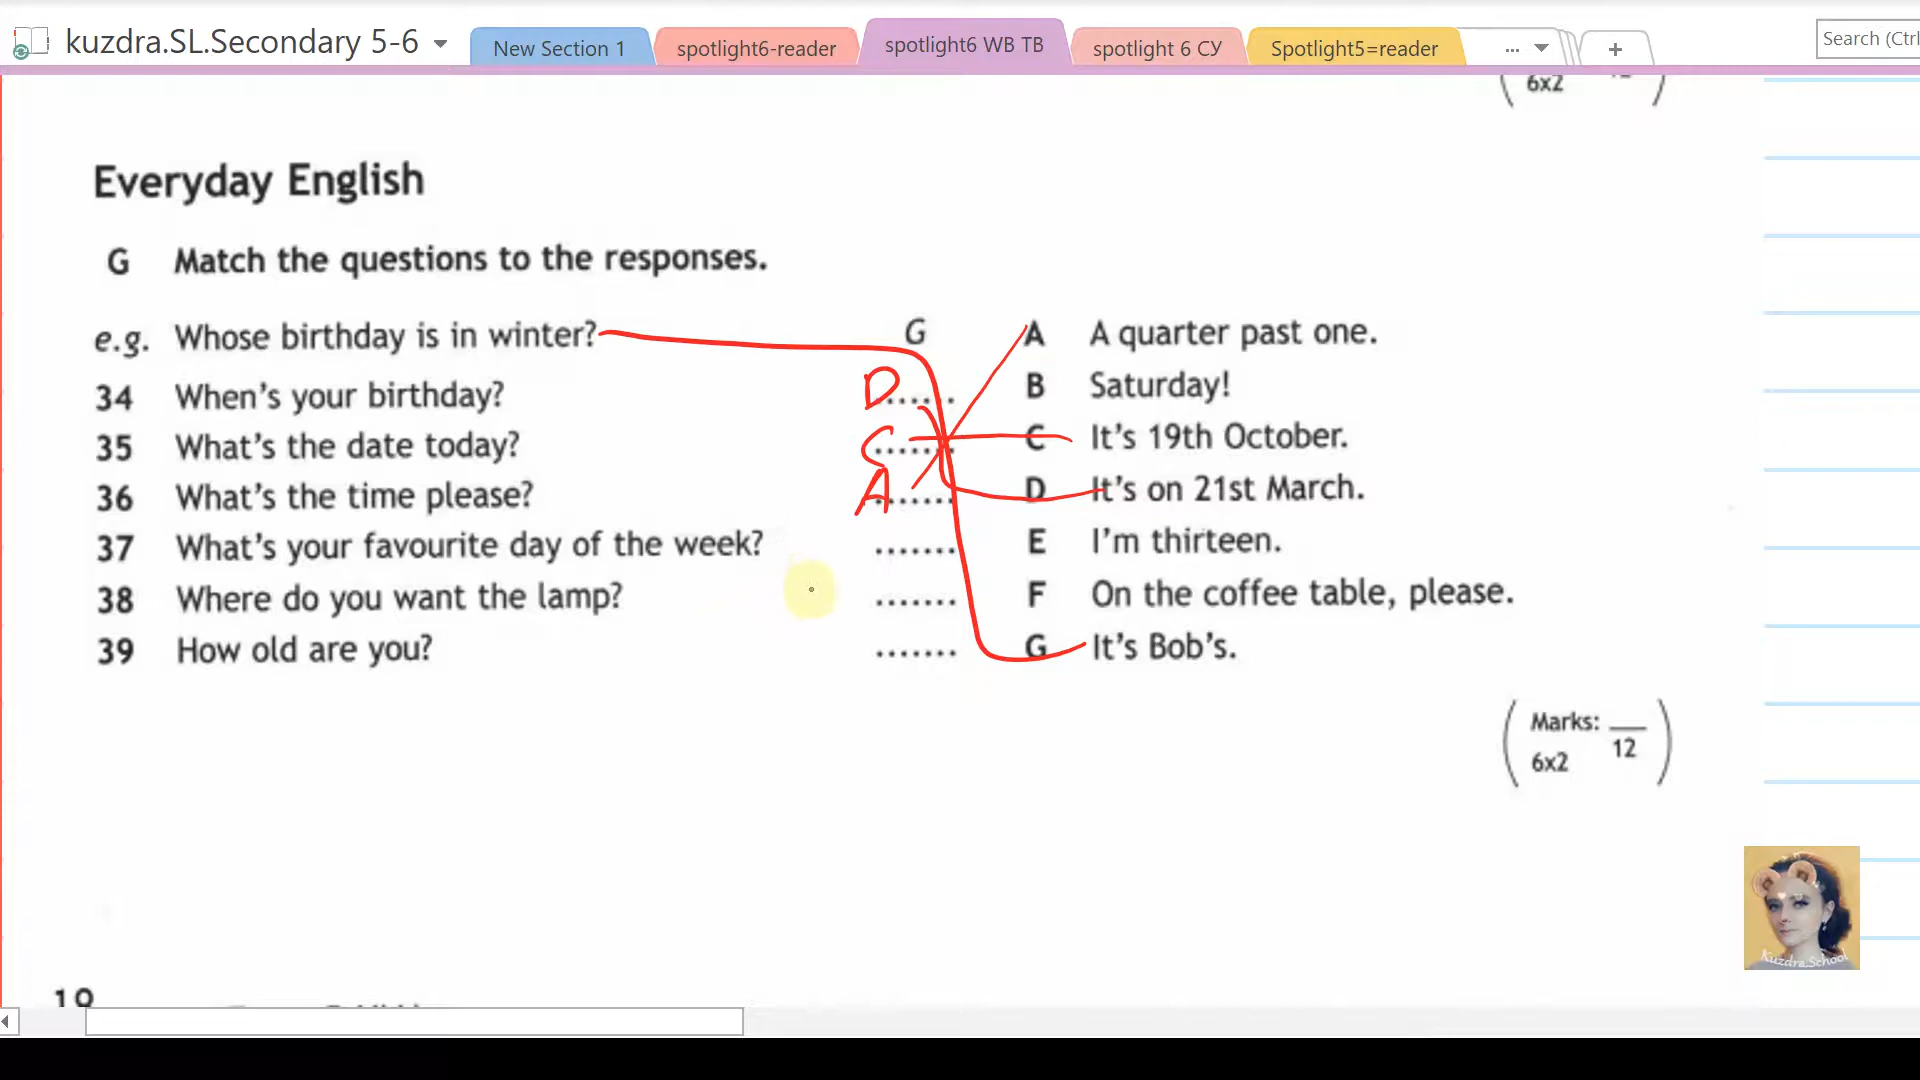 kuzdra.SL.Secondary 5-6
New Section 1
spotlight6-reader
spotlight6 WB TB
spotlight 6 СУ
Spotlight5=reader
...
+
Search (Ctrl
6x2
Everyday English
G Match the questions to the responses.
e.g. Whose birthday is in winter? G A A quarter past one.
34 When's your birthday? D ....... B Saturday!
35 What's the date today? C ....... C It's 19th October.
36 What's the time please? A ....... D It's on 21st March.
37 What's your favourite day of the week? ....... E I'm thirteen.
38 Where do you want the lamp? ....... F On the coffee table, please.
39 How old are you? ....... G It's Bob's.
Marks: __
12
6x2
Kuzdra.School